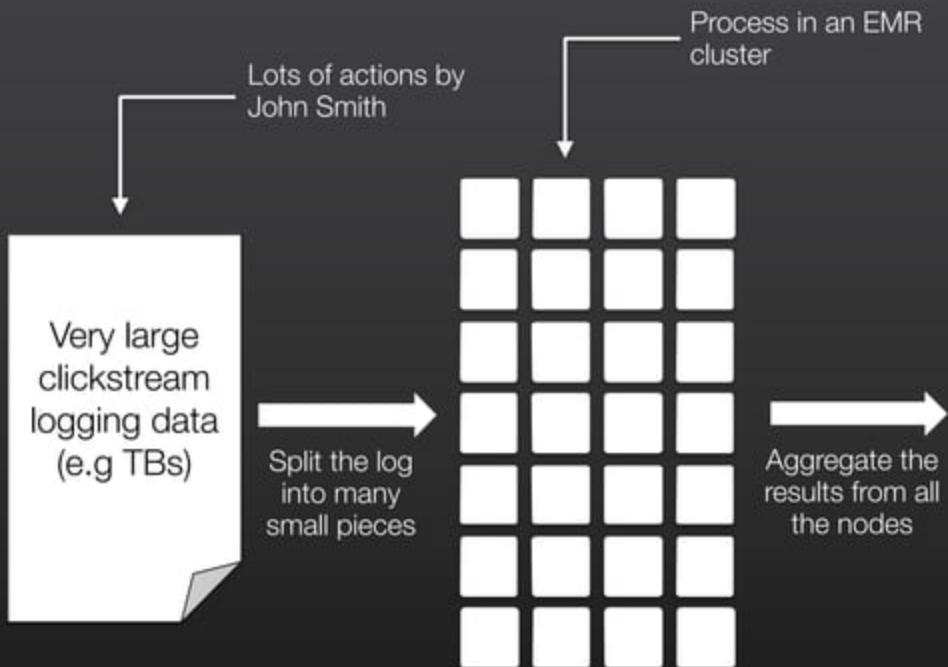 Process in an EMR
cluster
Lots of actions by
John Smith
Very large
clickstream
logging data
(e.g TBs)
Split the log
into many
small pieces
Aggregate the
results from all
the nodes